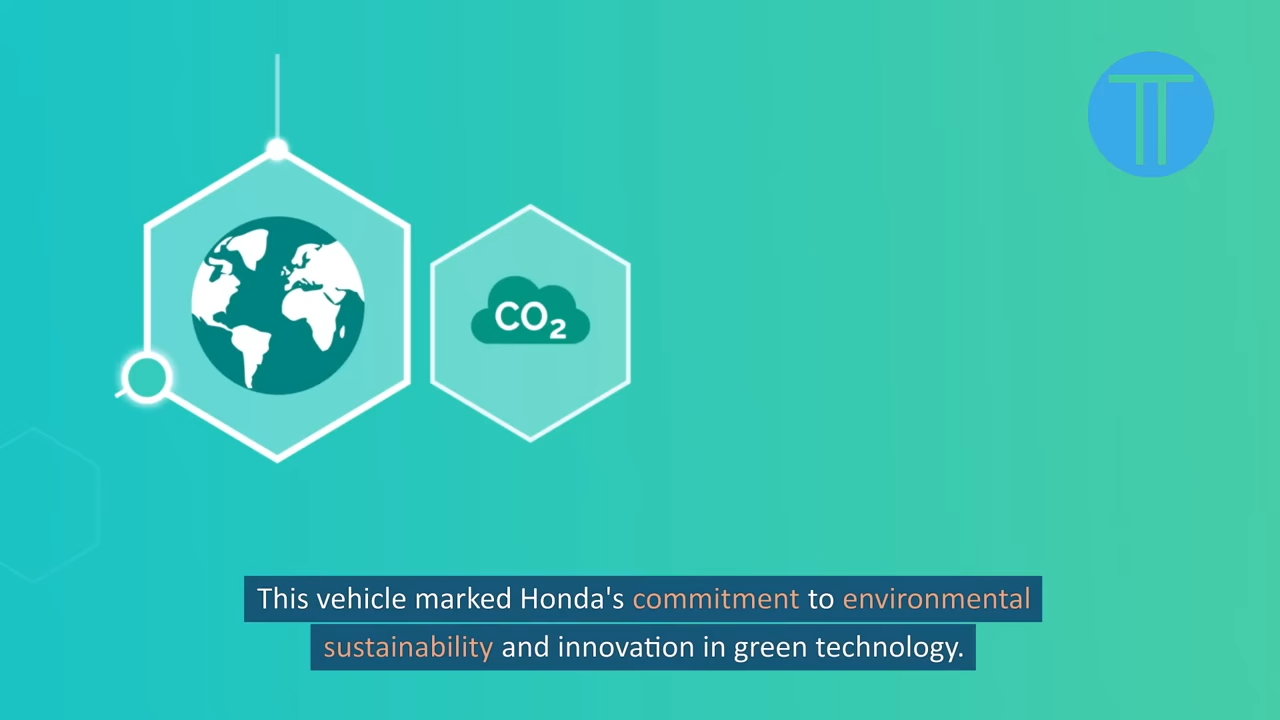 CO₂
This vehicle marked Honda's commitment to environmental
sustainability and innovation in green technology.